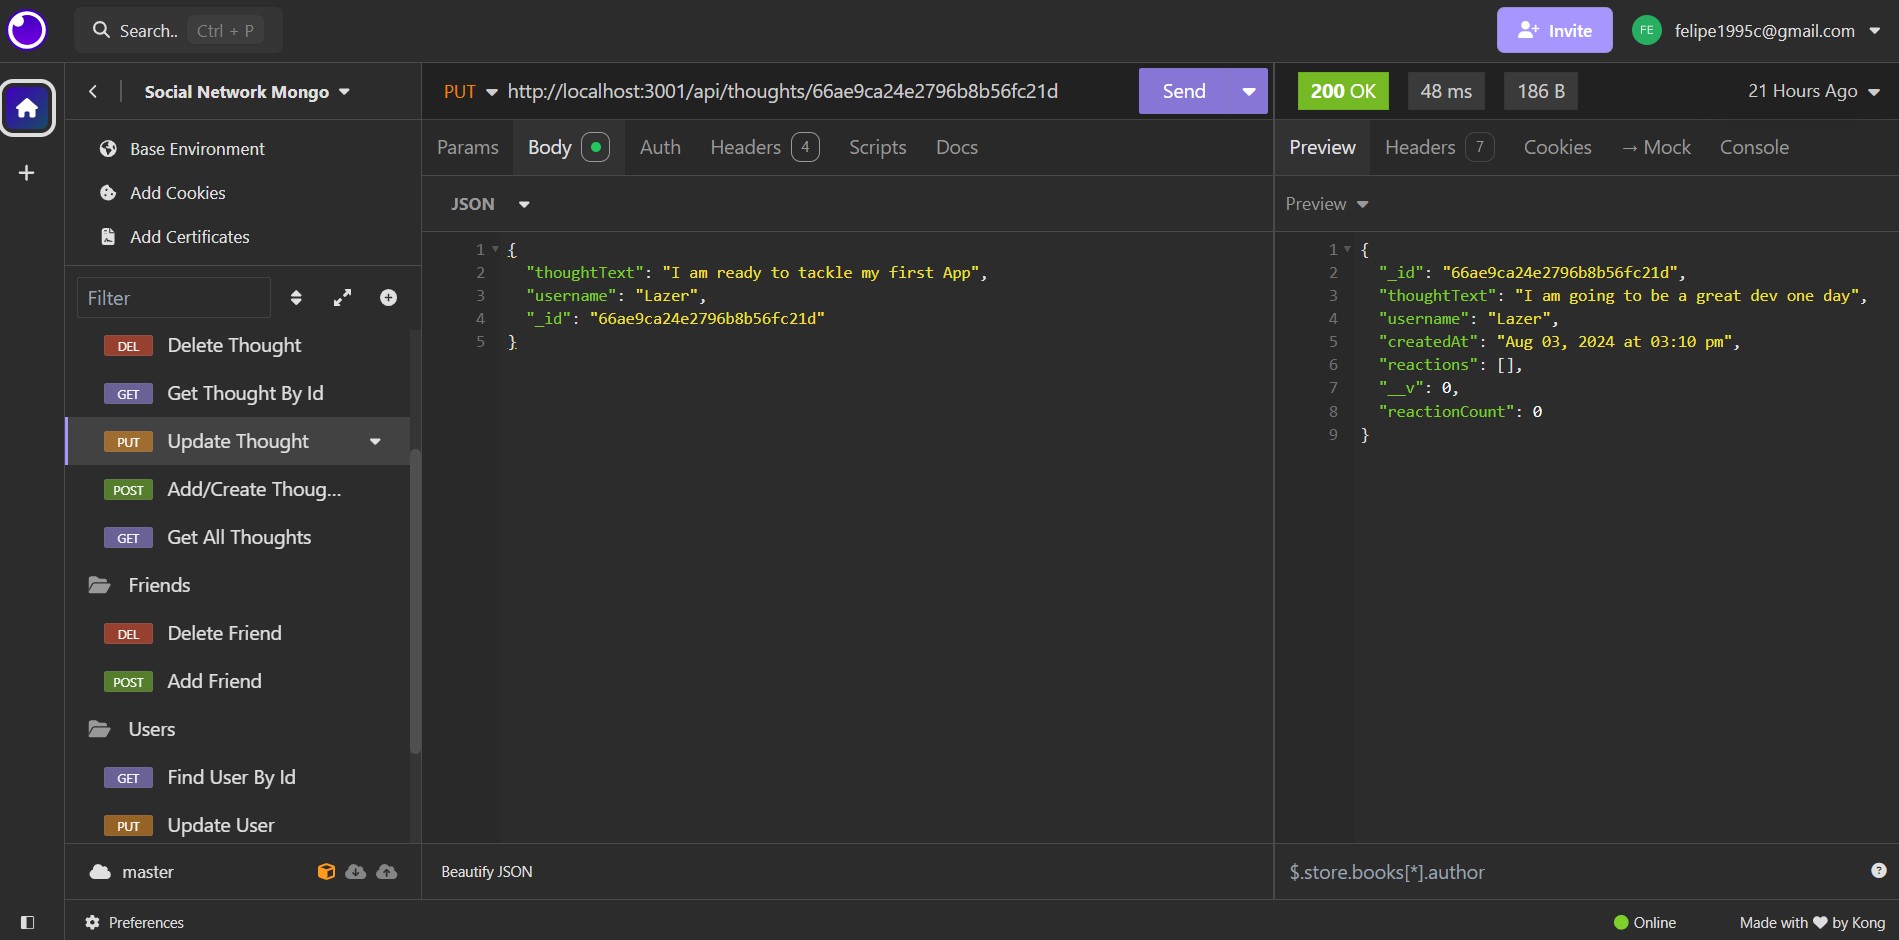 Search.. Ctrl + P
Invite
FE felipe1995c@gmail.com
Social Network Mongo
Base Environment
Add Cookies
Add Certificates
Filter
DEL Delete Thought
GET Get Thought By Id
PUT Update Thought
POST Add/Create Thoug...
GET Get All Thoughts
Friends
DEL Delete Friend
POST Add Friend
Users
GET Find User By Id
PUT Update User
master
PUT http://localhost:3001/api/thoughts/66ae9ca24e2796b8b56fc21d Send
Params Body Auth Headers 4 Scripts Docs
JSON
1 {
2 "thoughtText": "I am ready to tackle my first App",
3 "username": "Lazer",
4 "_id": "66ae9ca24e2796b8b56fc21d"
5 }
Beautify JSON
200 OK 48 ms 186 B 21 Hours Ago
Preview Headers 7 Cookies → Mock Console
Preview
1 {
2 "_id": "66ae9ca24e2796b8b56fc21d",
3 "thoughtText": "I am going to be a great dev one day",
4 "username": "Lazer",
5 "createdAt": "Aug 03, 2024 at 03:10 pm",
6 "reactions": [],
7 "__v": 0,
8 "reactionCount": 0
9 }
$.store.books[*].author
Preferences
Online
Made with ♥ by Kong